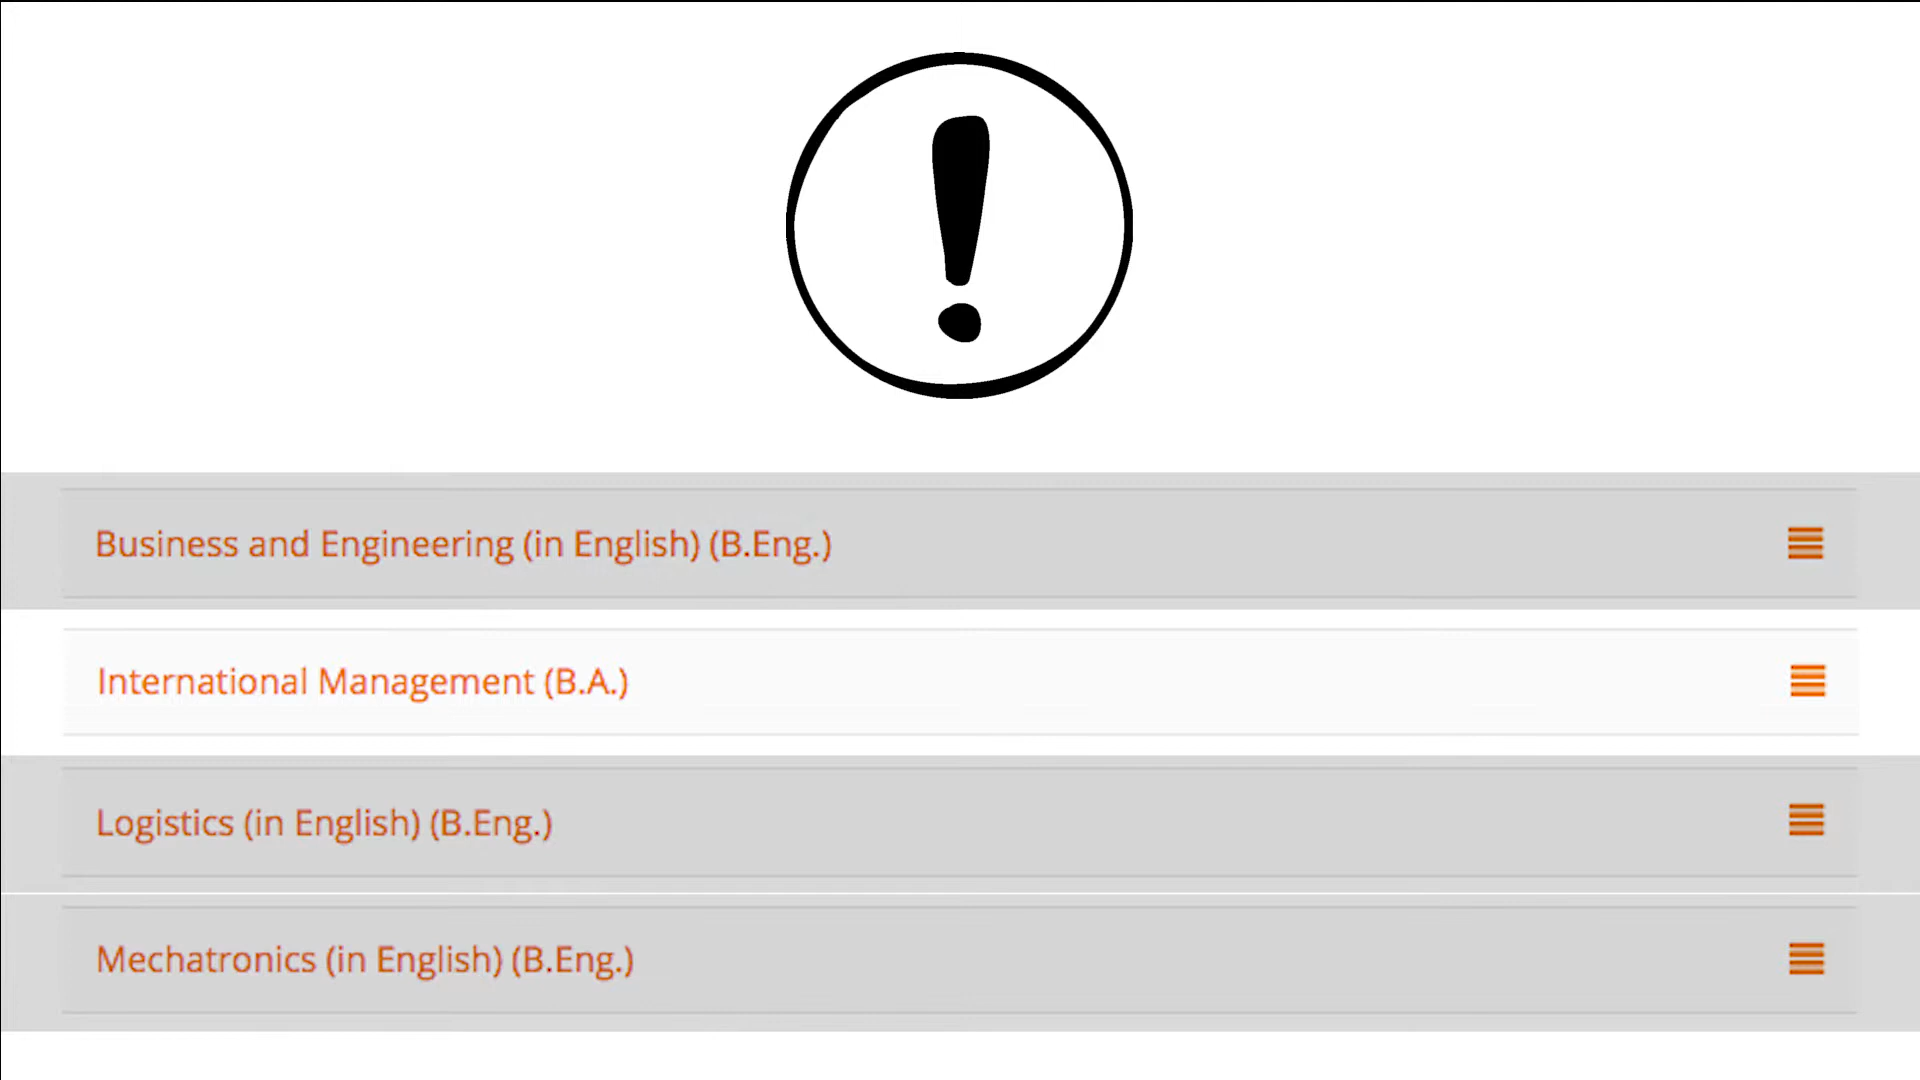 Business and Engineering (in English) (B.Eng.)
International Management (B.A.)
Logistics (in English) (B.Eng.)
Mechatronics (in English) (B.Eng.)